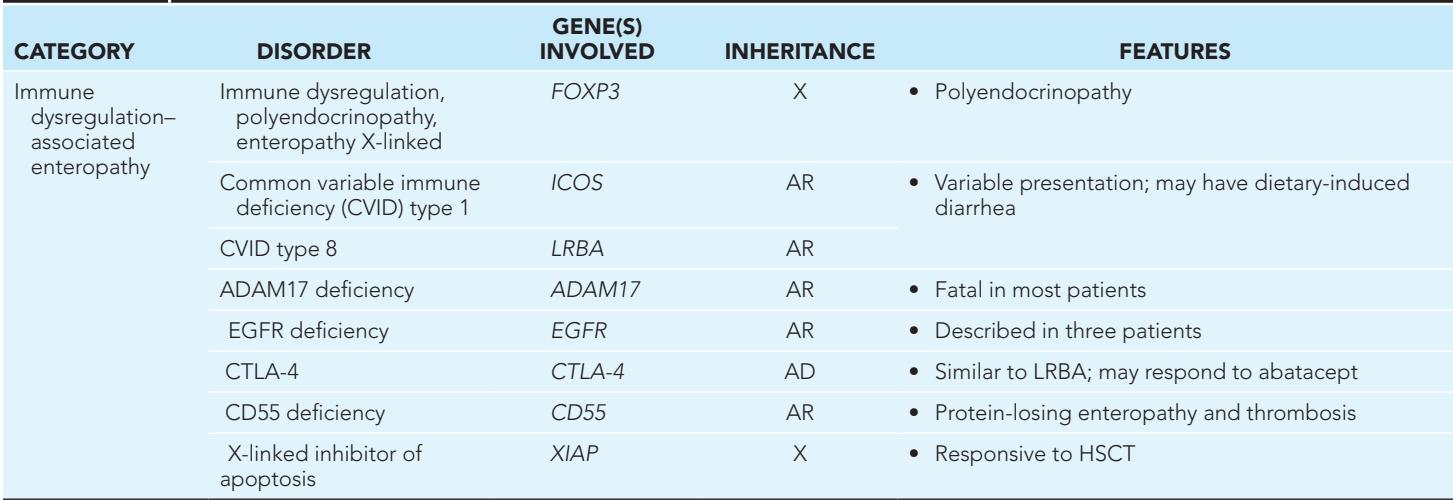 CATEGORY DISORDER GENE(S) INVOLVED INHERITANCE FEATURES
Immune dysregulation–associated enteropathy
Immune dysregulation,
polyendocrinopathy,
enteropathy X-linked
FOXP3 X • Polyendocrinopathy
Common variable immune
deficiency (CVID) type 1
ICOS AR • Variable presentation; may have dietary-induced
diarrhea
CVID type 8 LRBA AR
ADAM17 deficiency ADAM17 AR • Fatal in most patients
EGFR deficiency EGFR AR • Described in three patients
CTLA-4 CTLA-4 AD • Similar to LRBA; may respond to abatacept
CD55 deficiency CD55 AR • Protein-losing enteropathy and thrombosis
X-linked inhibitor of
apoptosis
XIAP X • Responsive to HSCT